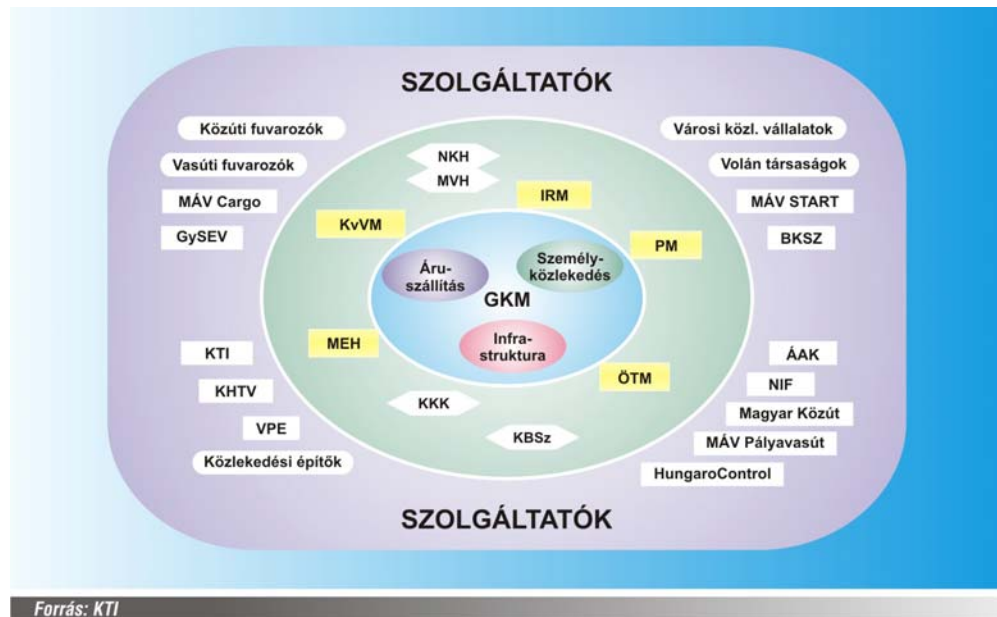 SZOLGÁLTATÓK
Közúti fuvarozók
Vasúti fuvarozók
MÁV Cargo
GySEV
NKH
MVH
Városi közl. vállalatok
Volán társaságok
MÁV START
BKSZ
KvVM
IRM
PM
Áru-
szállítás
Személy-
közlekedés
GKM
Infra-
struktura
MEH
ÖTM
KKK
KBSz
KTI
KHTV
VPE
Közlekedési építők
ÁAK
NIF
Magyar Közút
MÁV Pályavasút
HungaroControl
SZOLGÁLTATÓK
Forrás: KTI